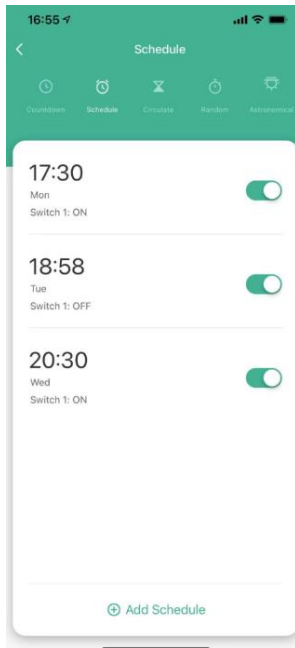 16:55
Schedule
Countdown Schedule Circulate Random Astronomical
17:30
Mon
Switch 1: ON
18:58
Tue
Switch 1: OFF
20:30
Wed
Switch 1: ON
Add Schedule